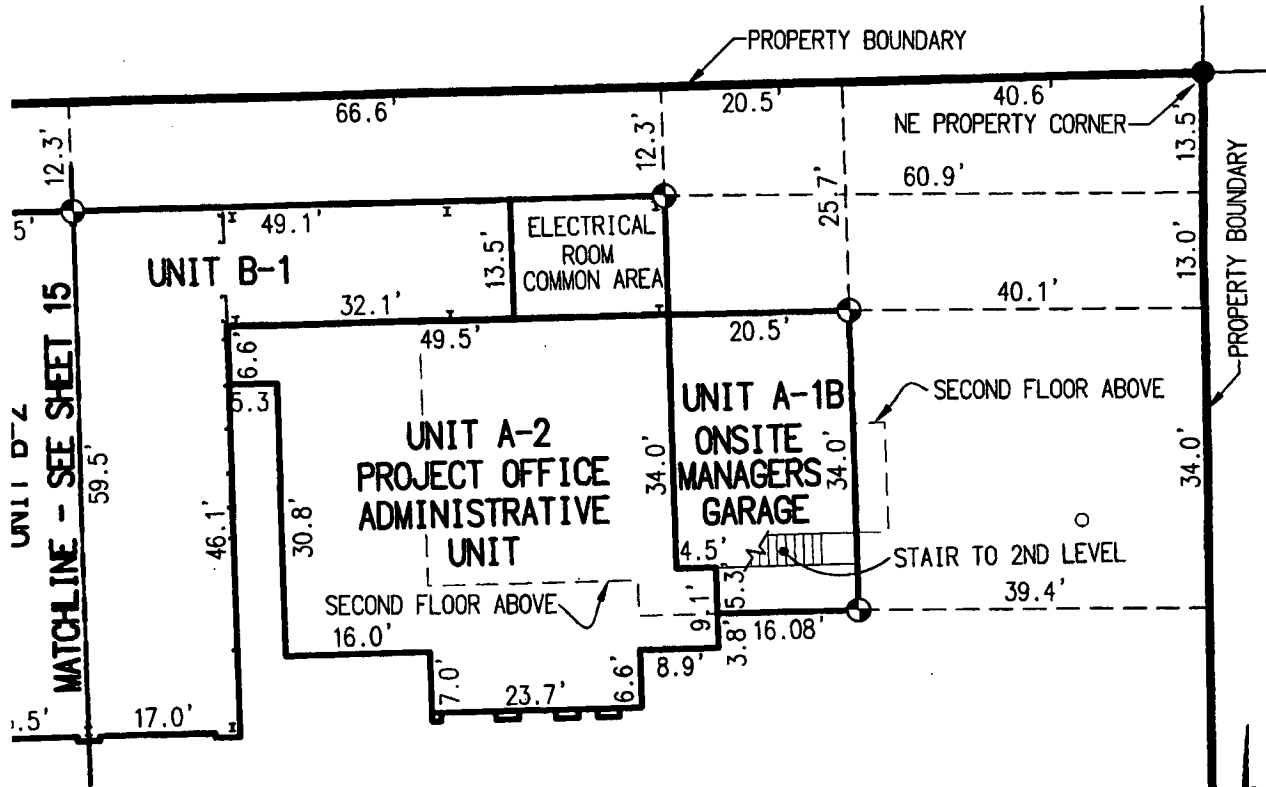 PROPERTY BOUNDARY
66.6'
20.5'
40.6'
NE PROPERTY CORNER
13.5'
12.3'
12.3'
25.7'
60.9'
PROPERTY BOUNDARY
5'
49.1'
ELECTRICAL
ROOM
COMMON AREA
13.5'
13.0'
UNIT B-1
32.1'
40.1'
49.5'
20.5'
6.6'
5.3
MATCHLINE - SEE SHEET 15
59.5'
UNIT A-2
PROJECT OFFICE
ADMINISTRATIVE
UNIT
UNIT A-1B
ONSITE
MANAGERS
GARAGE
SECOND FLOOR ABOVE
34.0'
34.0'
34.0'
46.1'
30.8'
4.5'
STAIR TO 2ND LEVEL
5.3'
SECOND FLOOR ABOVE
9.1'
39.4'
16.0'
8.9'
3.8'
16.08'
7.0'
23.7'
6.6'
.5'
17.0'